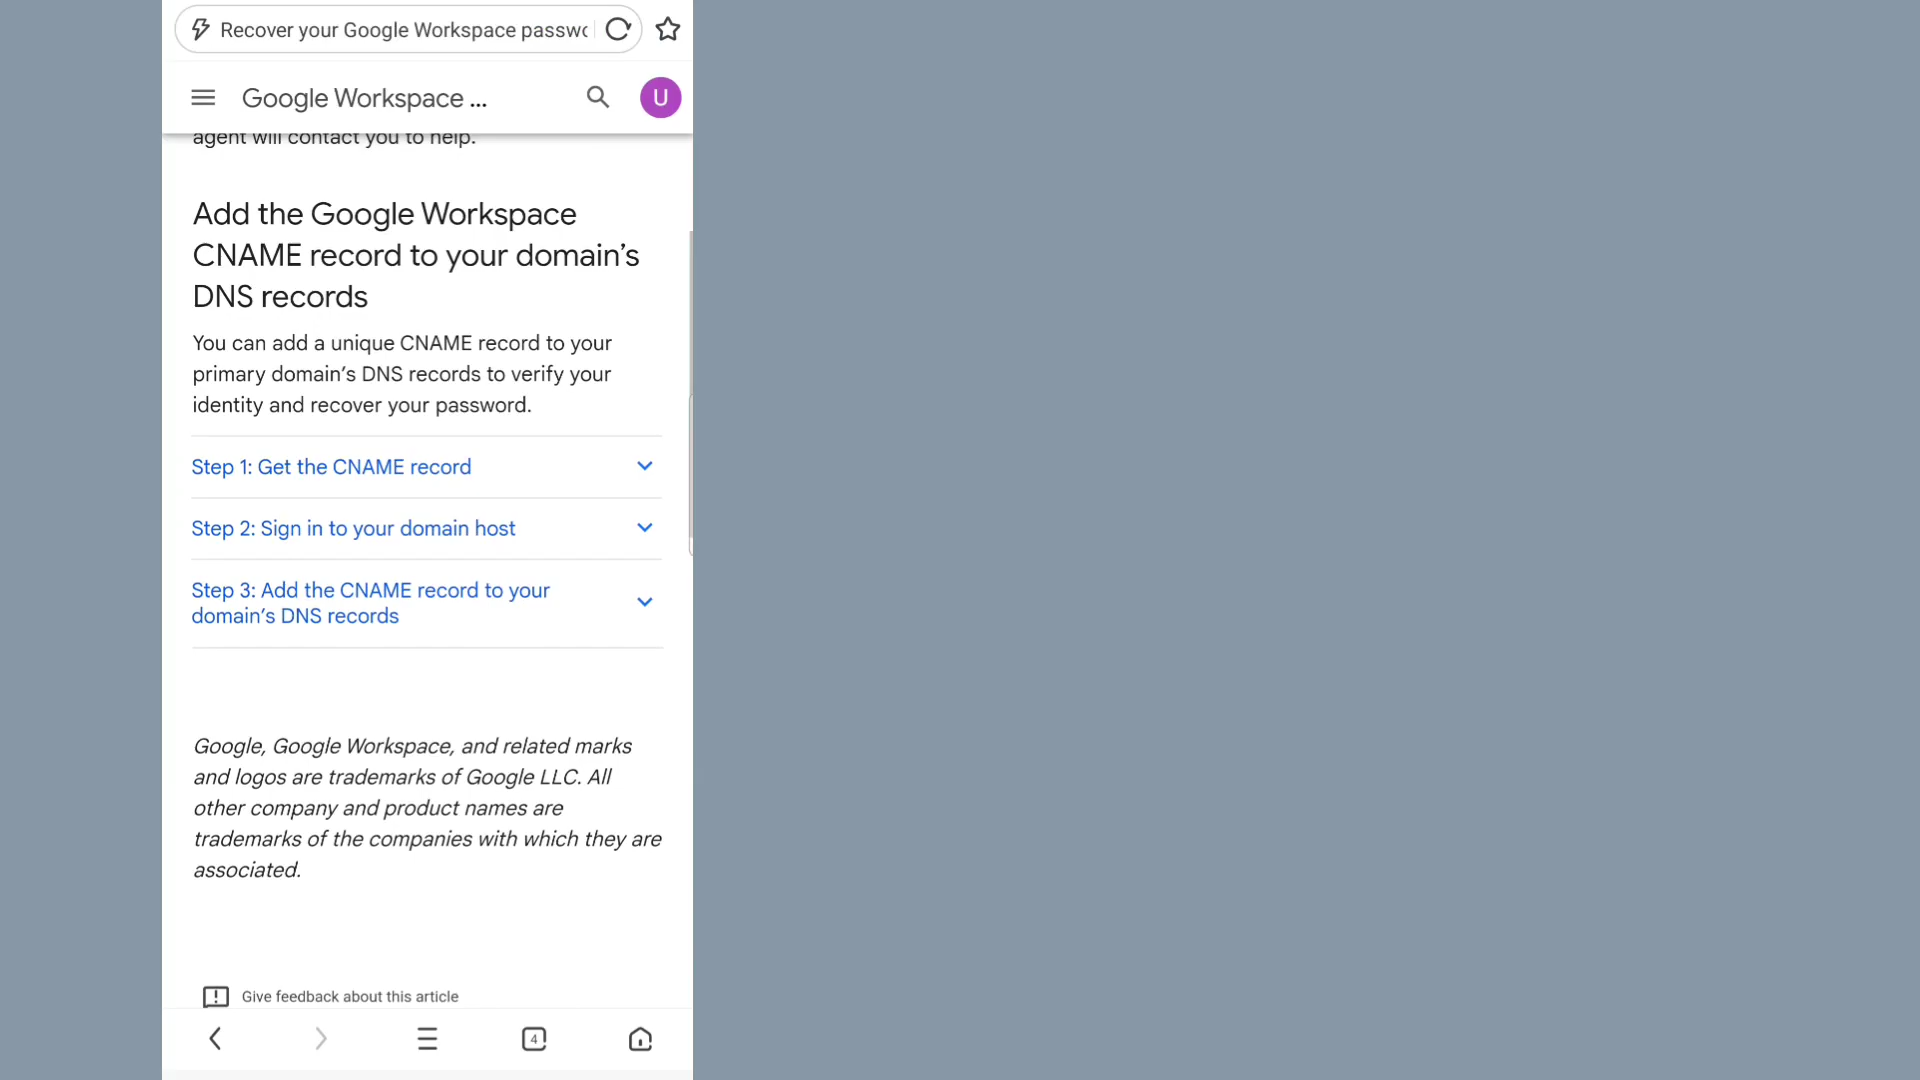 Recover your Google Workspace passwo
Google Workspace ...
U
agent will contact you to help.
Add the Google Workspace
CNAME record to your domain’s
DNS records
You can add a unique CNAME record to your
primary domain’s DNS records to verify your
identity and recover your password.
Step 1: Get the CNAME record
Step 2: Sign in to your domain host
Step 3: Add the CNAME record to your
domain’s DNS records
Google, Google Workspace, and related marks
and logos are trademarks of Google LLC. All
other company and product names are
trademarks of the companies with which they are
associated.
Give feedback about this article
4